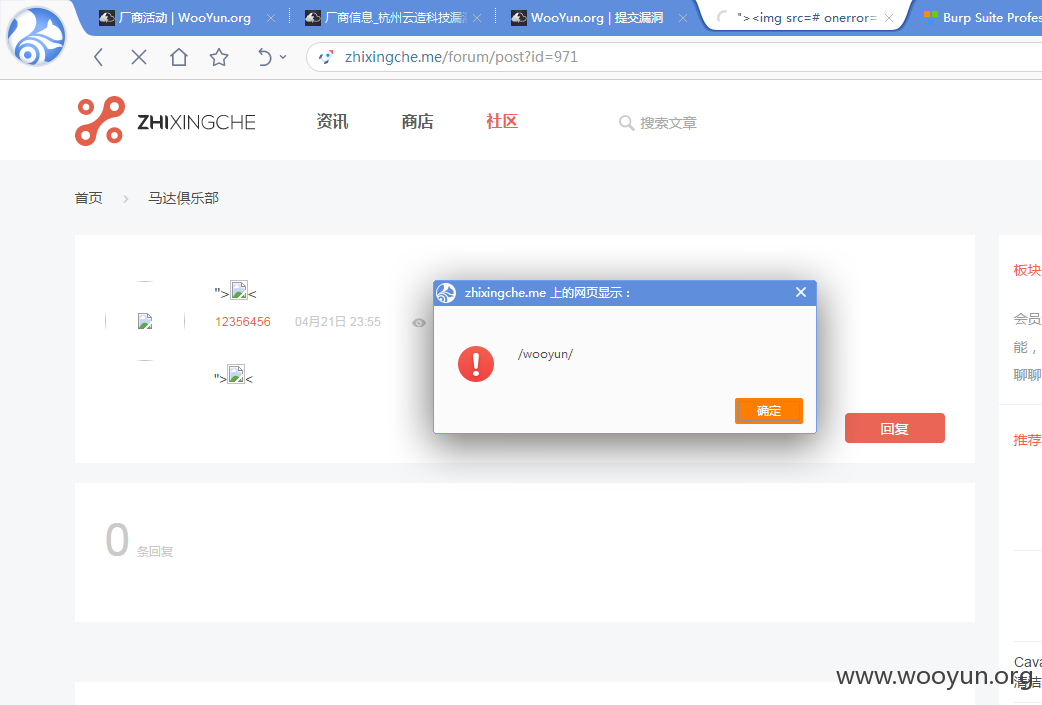 厂商活动 | WooYun.org
厂商信息_杭州云造科技漏
WooYun.org | 提交漏洞
"><img src=# onerror=
Burp Suite Profes
zhixingche.me/forum/post?id=971
ZHIXINGCHE
资讯
商店
社区
搜索文章
首页
马达俱乐部
"><
12356456
04月21日 23:55
"><
回复
zhixingche.me 上的网页显示：
/wooyun/
确定
0 条回复
板块
会员
能，
聊聊
推荐
Cava
清洁
www.wooyun.org